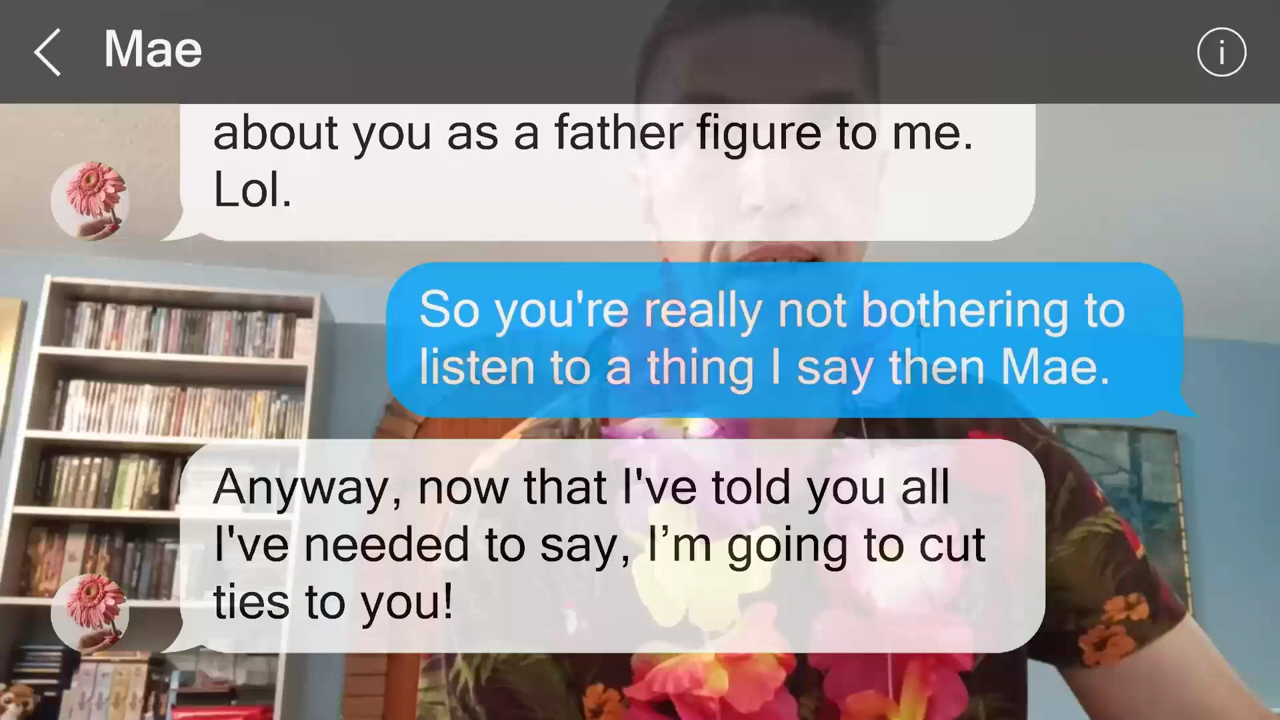 Mae
about you as a father figure to me.
Lol.
So you're really not bothering to
listen to a thing I say then Mae.
Anyway, now that I've told you all
I've needed to say, I’m going to cut
ties to you!